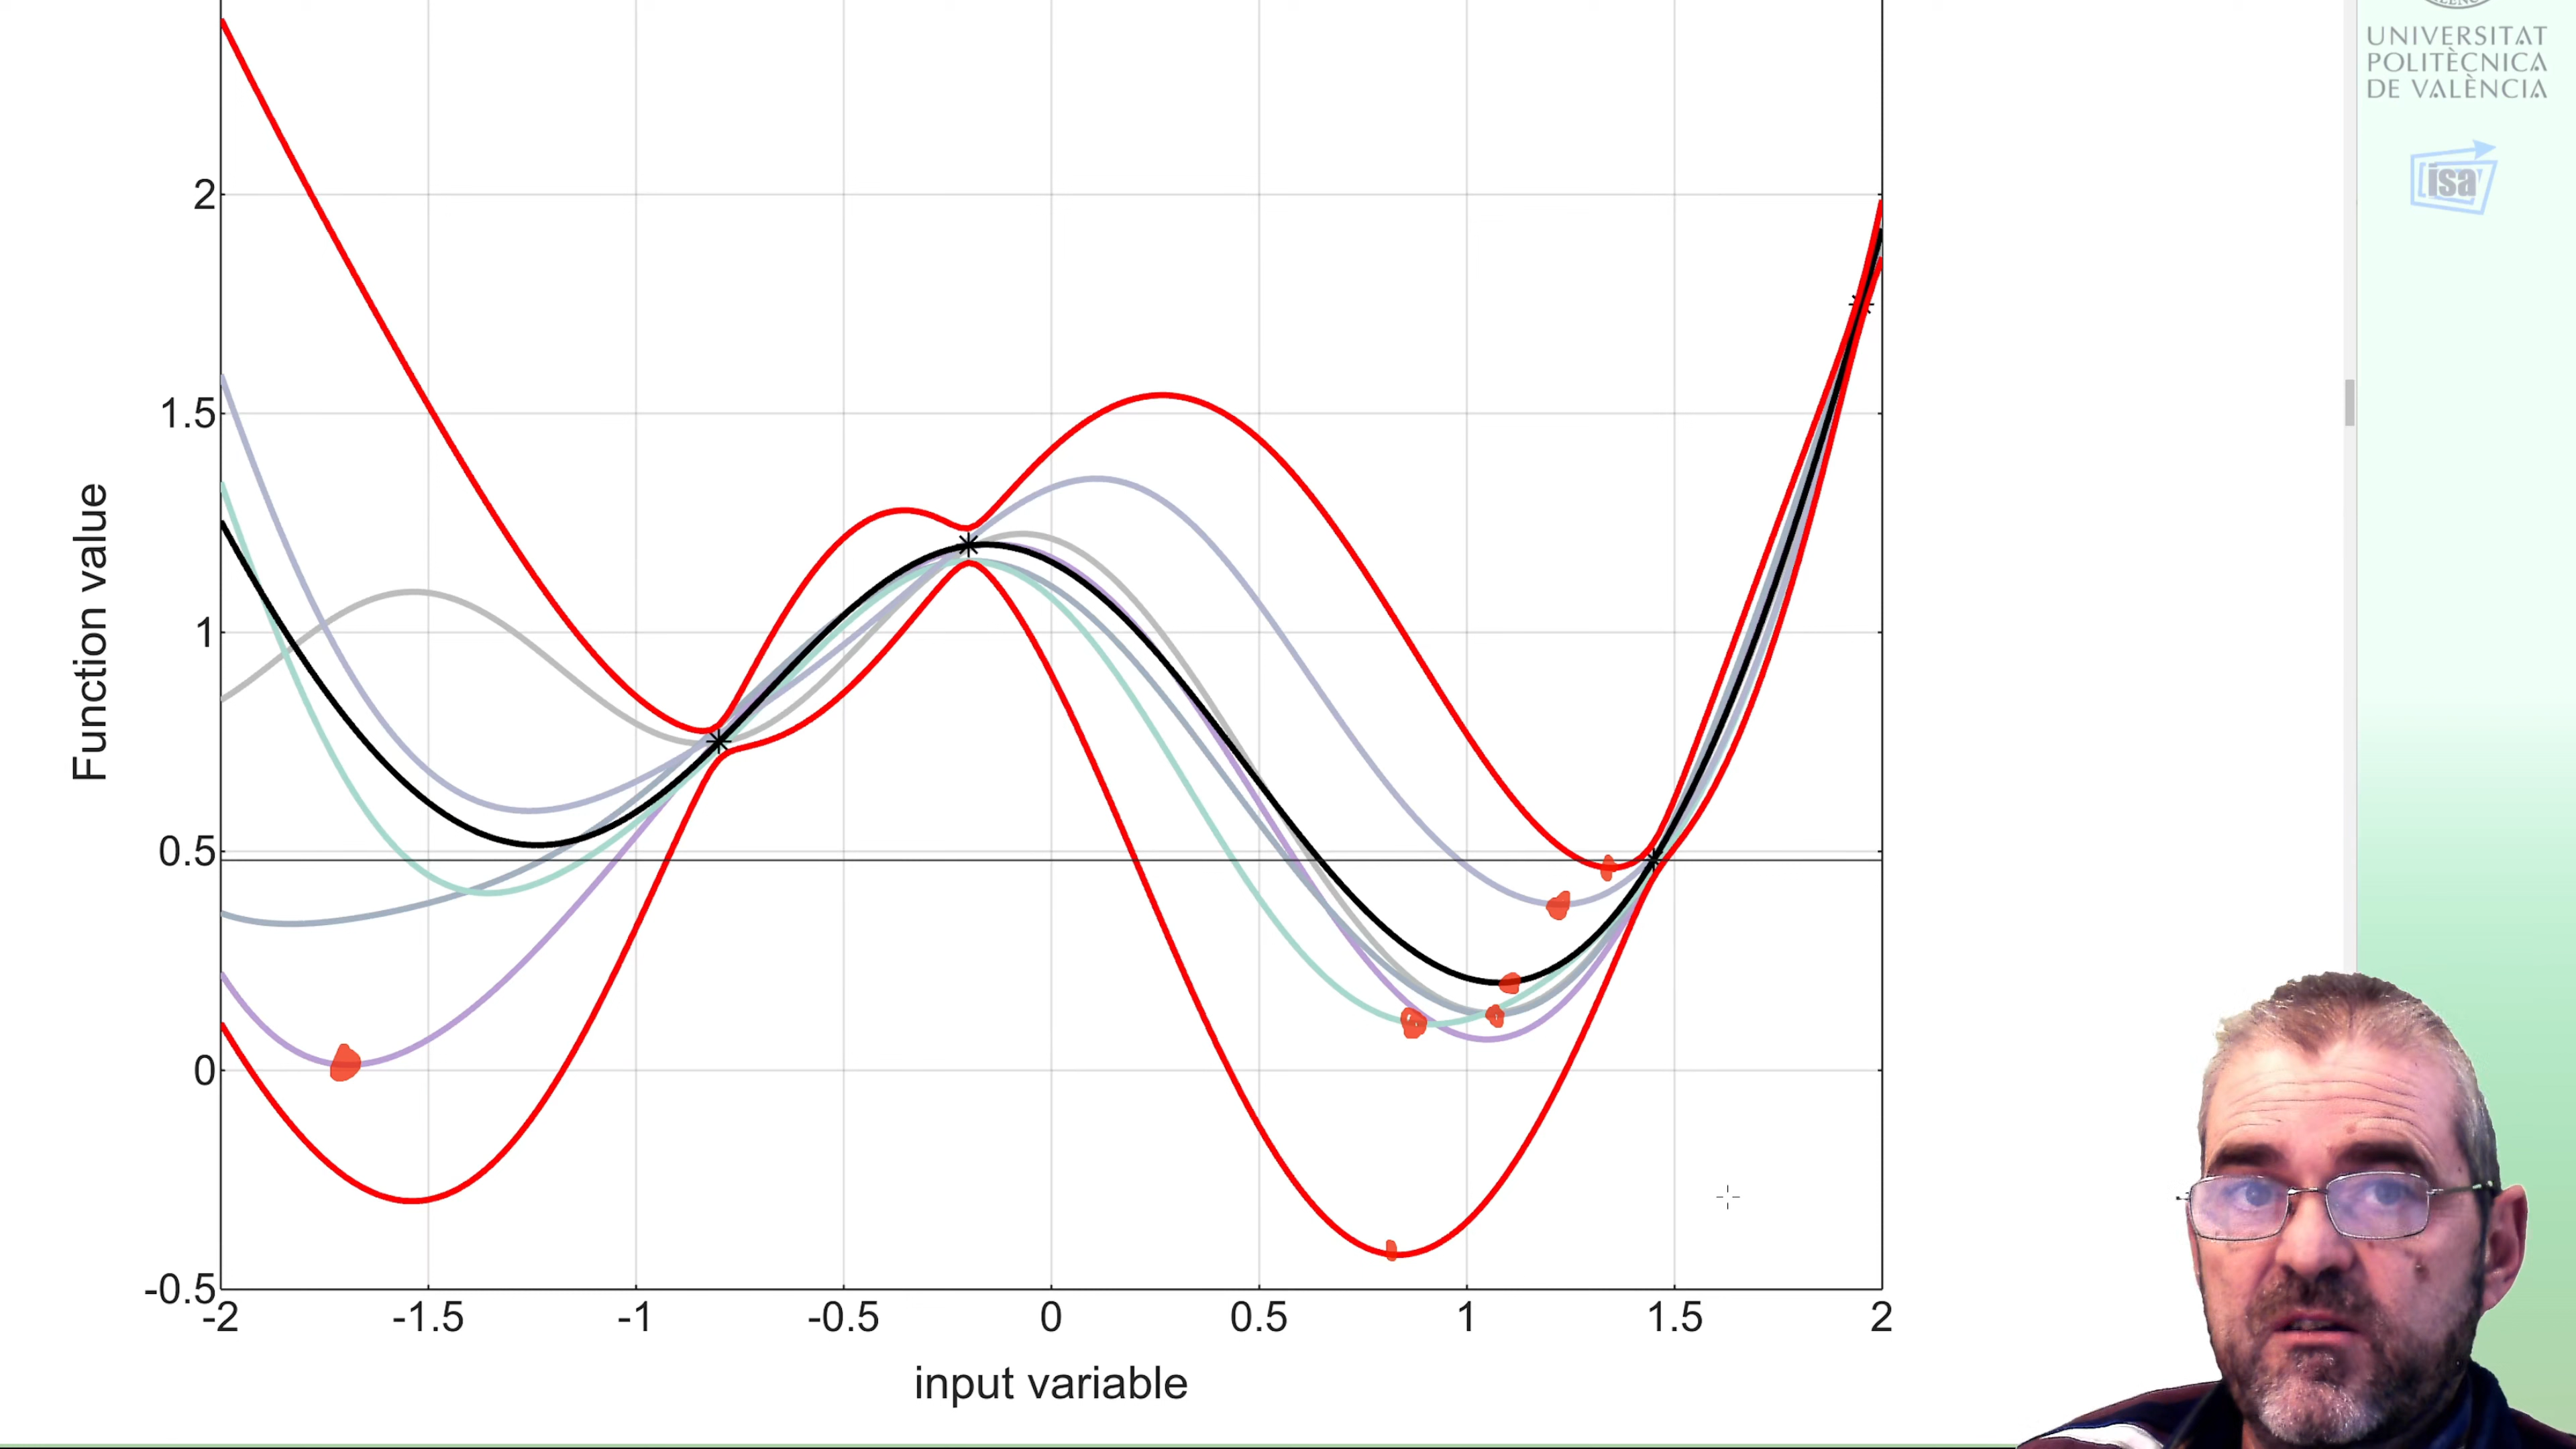 UNIVERSITAT
POLITÈCNICA
DE VALÈNCIA
isa
Function value
2
1.5
1
0.5
0
-0.5
-2
-1.5
-1
-0.5
0
0.5
1
1.5
2
input variable